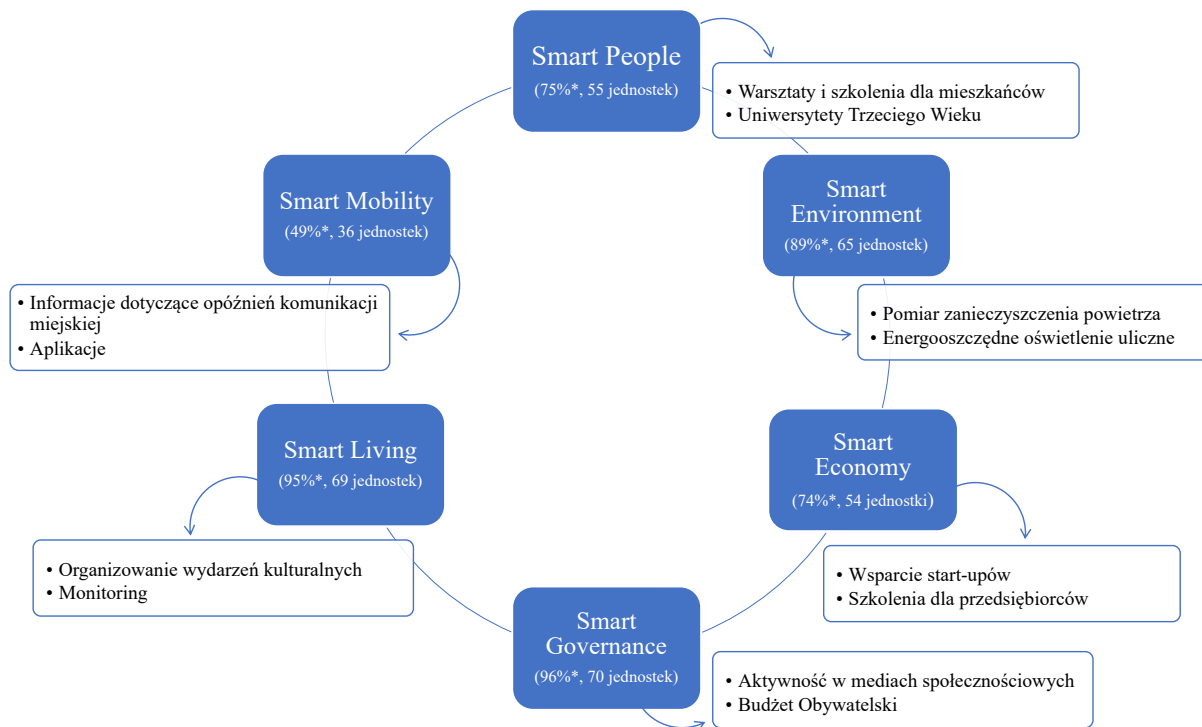 Smart People
(75%*, 55 jednostek)
• Warsztaty i szkolenia dla mieszkańców
• Uniwersytety Trzeciego Wieku
Smart
Environment
(89%*, 65 jednostek)
• Pomiar zanieczyszczenia powietrza
• Energooszczędne oświetlenie uliczne
Smart
Economy
(74%*, 54 jednostki)
• Wsparcie start-upów
• Szkolenia dla przedsiębiorców
Smart
Governance
(96%*, 70 jednostek)
• Aktywność w mediach społecznościowych
• Budżet Obywatelski
Smart Living
(95%*, 69 jednostek)
• Organizowanie wydarzeń kulturalnych
• Monitoring
Smart Mobility
(49%*, 36 jednostek)
• Informacje dotyczące opóźnień komunikacji
miejskiej
• Aplikacje